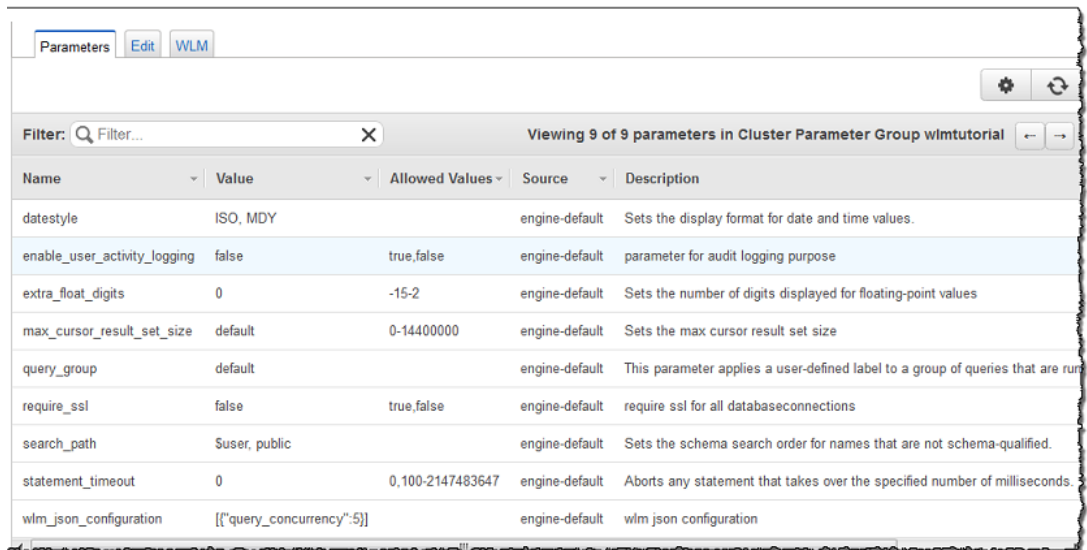 Parameters Edit WLM
Filter: Filter... Viewing 9 of 9 parameters in Cluster Parameter Group wlmtutorial
Name Value Allowed Values Source Description
datestyle ISO, MDY engine-default Sets the display format for date and time values.
enable_user_activity_logging false true,false engine-default parameter for audit logging purpose
extra_float_digits 0 -15-2 engine-default Sets the number of digits displayed for floating-point values
max_cursor_result_set_size default 0-14400000 engine-default Sets the max cursor result set size
query_group default engine-default This parameter applies a user-defined label to a group of queries that are run
require_ssl false true,false engine-default require ssl for all databaseconnections
search_path $user, public engine-default Sets the schema search order for names that are not schema-qualified.
statement_timeout 0 0,100-2147483647 engine-default Aborts any statement that takes over the specified number of milliseconds.
wlm_json_configuration [{"query_concurrency":5}] engine-default wlm json configuration